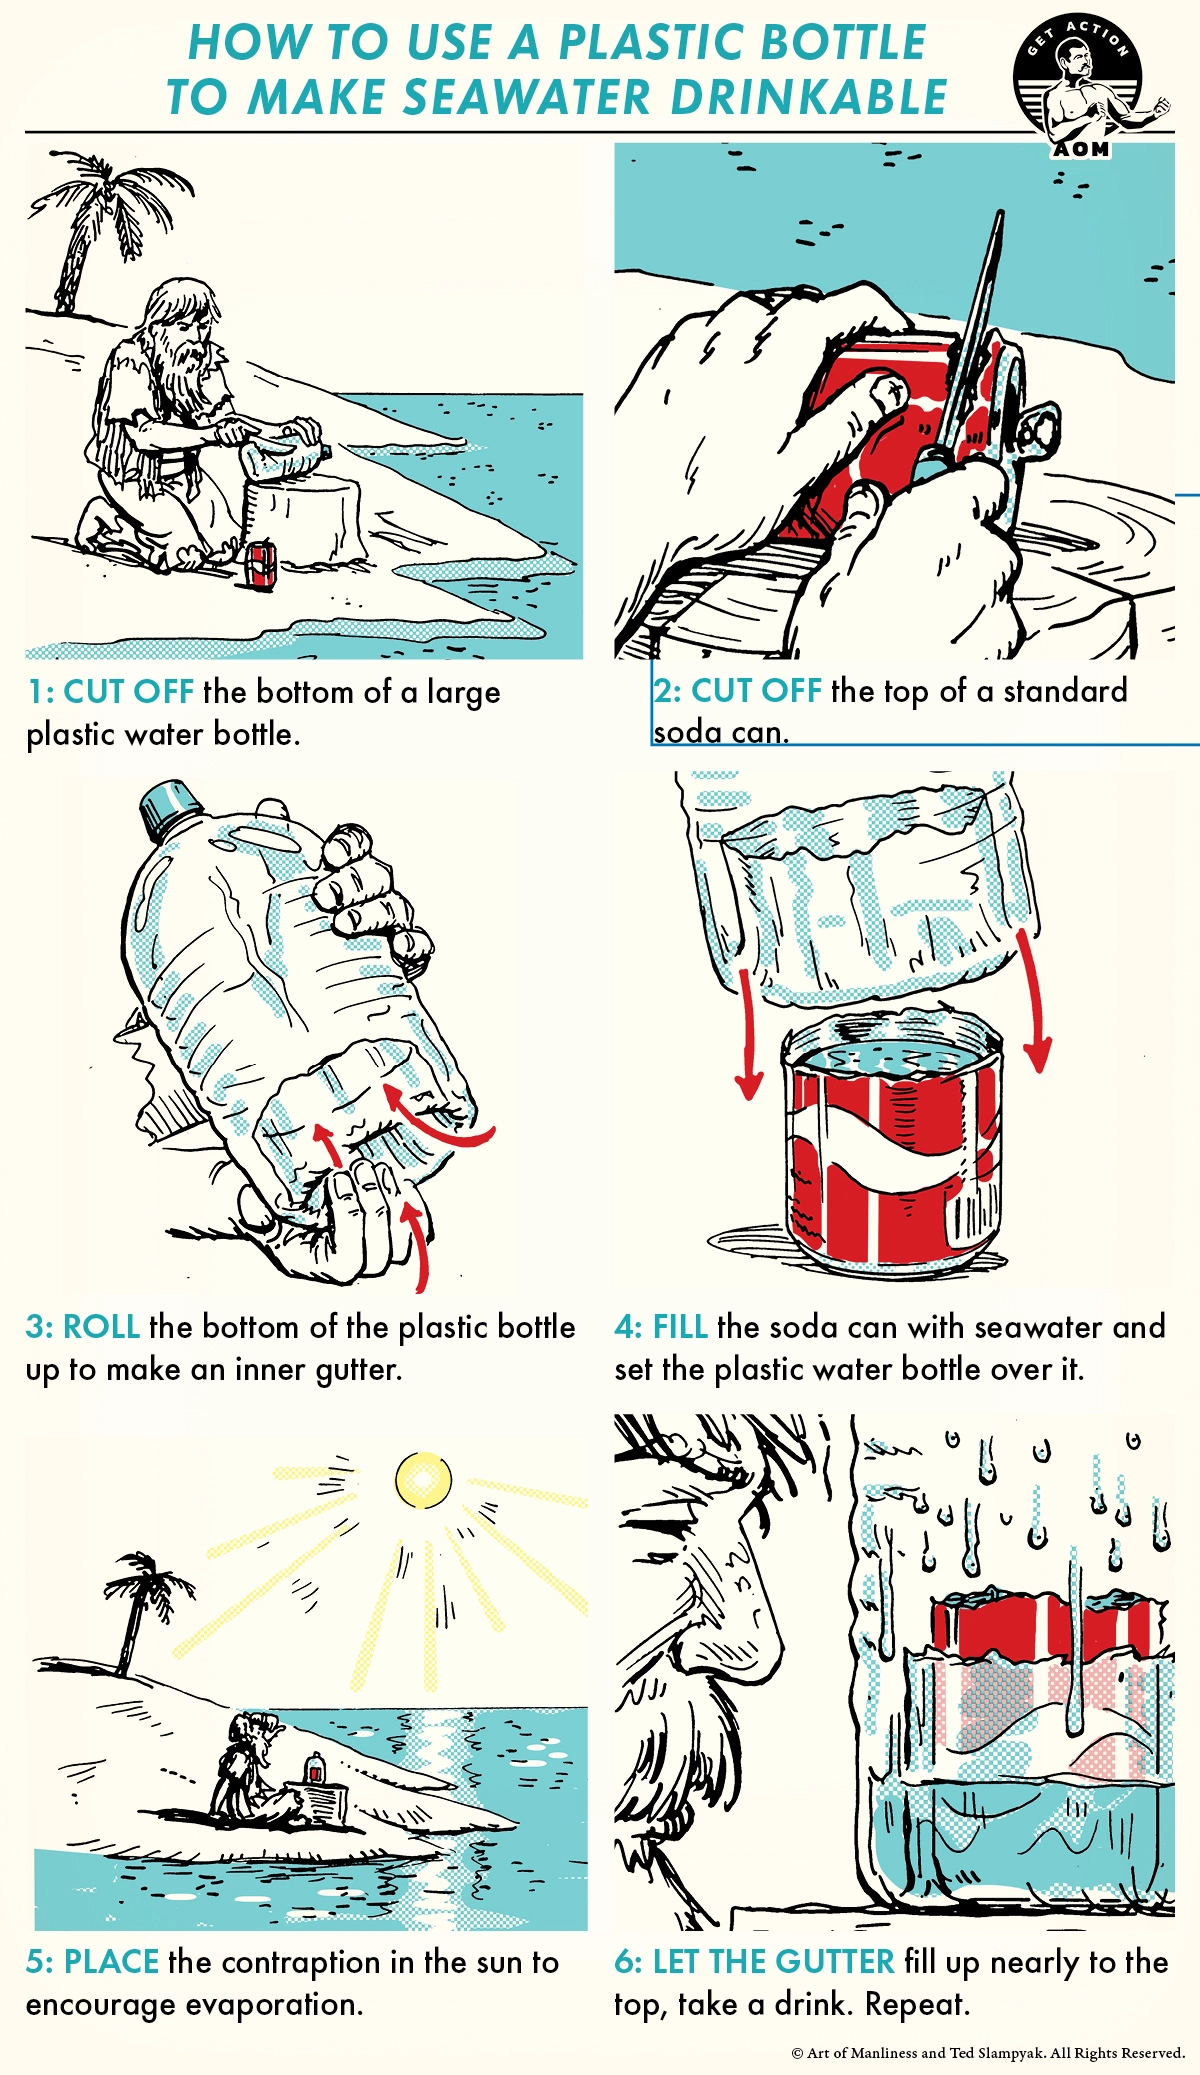 HOW TO USE A PLASTIC BOTTLE
TO MAKE SEAWATER DRINKABLE
GET ACTION
AOM
1: CUT OFF the bottom of a large
plastic water bottle.
2: CUT OFF the top of a standard
soda can.
3: ROLL the bottom of the plastic bottle
up to make an inner gutter.
4: FILL the soda can with seawater and
set the plastic water bottle over it.
5: PLACE the contraption in the sun to
encourage evaporation.
6: LET THE GUTTER fill up nearly to the
top, take a drink. Repeat.
© Art of Manliness and Ted Slampyak. All Rights Reserved.